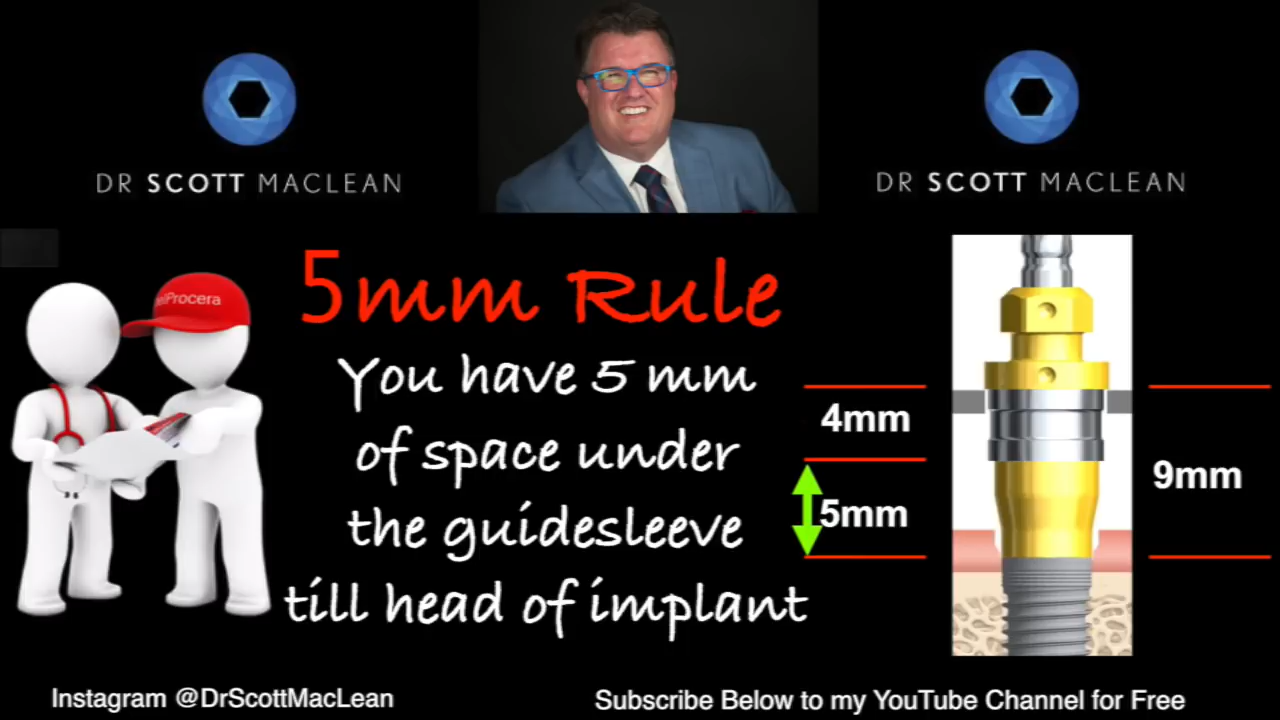 DR SCOTT MACLEAN
DR SCOTT MACLEAN
elProcera
5mm Rule
You have 5 mm
of space under
the guidesleeve
till head of implant
4mm
5mm
9mm
Instagram @DrScottMacLean
Subscribe Below to my YouTube Channel for Free